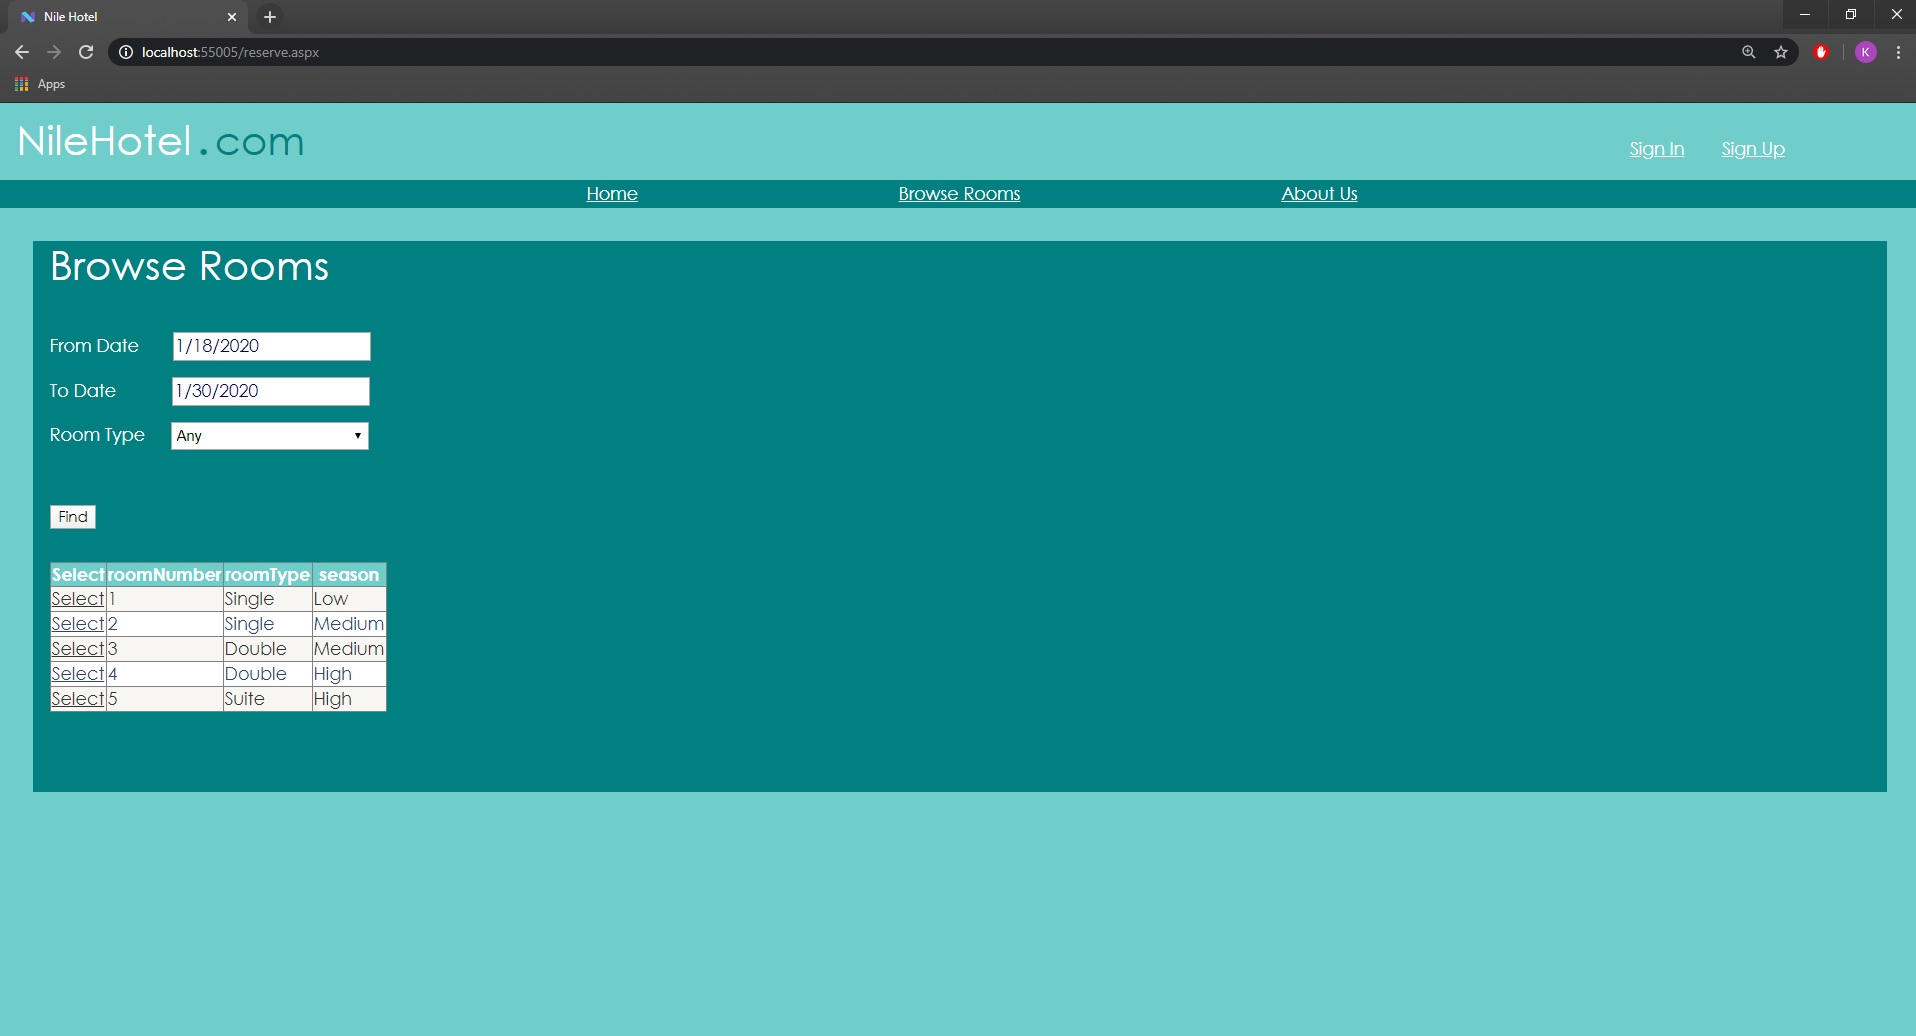 Nile Hotel
localhost:55005/reserve.aspx
K
Apps
NileHotel.com
Sign In Sign Up
Home Browse Rooms About Us
Browse Rooms
From Date 1/18/2020
To Date 1/30/2020
Room Type Any
Find
Select roomNumber roomType season
Select 1 Single Low
Select 2 Single Medium
Select 3 Double Medium
Select 4 Double High
Select 5 Suite High